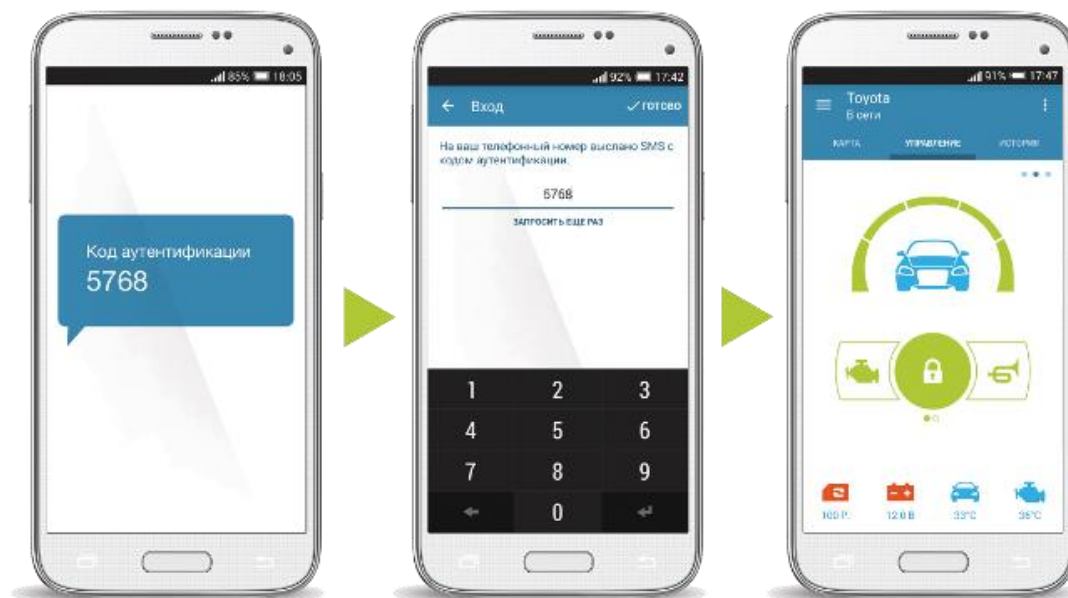 85% 18:05
Код аутентификации
5768
92% 17:42
Вход
ГОТОВО
На ваш телефонный номер выслано SMS с
кодом аутентификации.
5768
ЗАПРОСИТЬ ЕЩЕ РАЗ
1 2 3
4 5 6
7 8 9
0
91% 17:47
Toyota
В сети
КАРТА УПРАВЛЕНИЕ ИСТОРИЯ
100 Р. 12.0 В 33°C 36°C